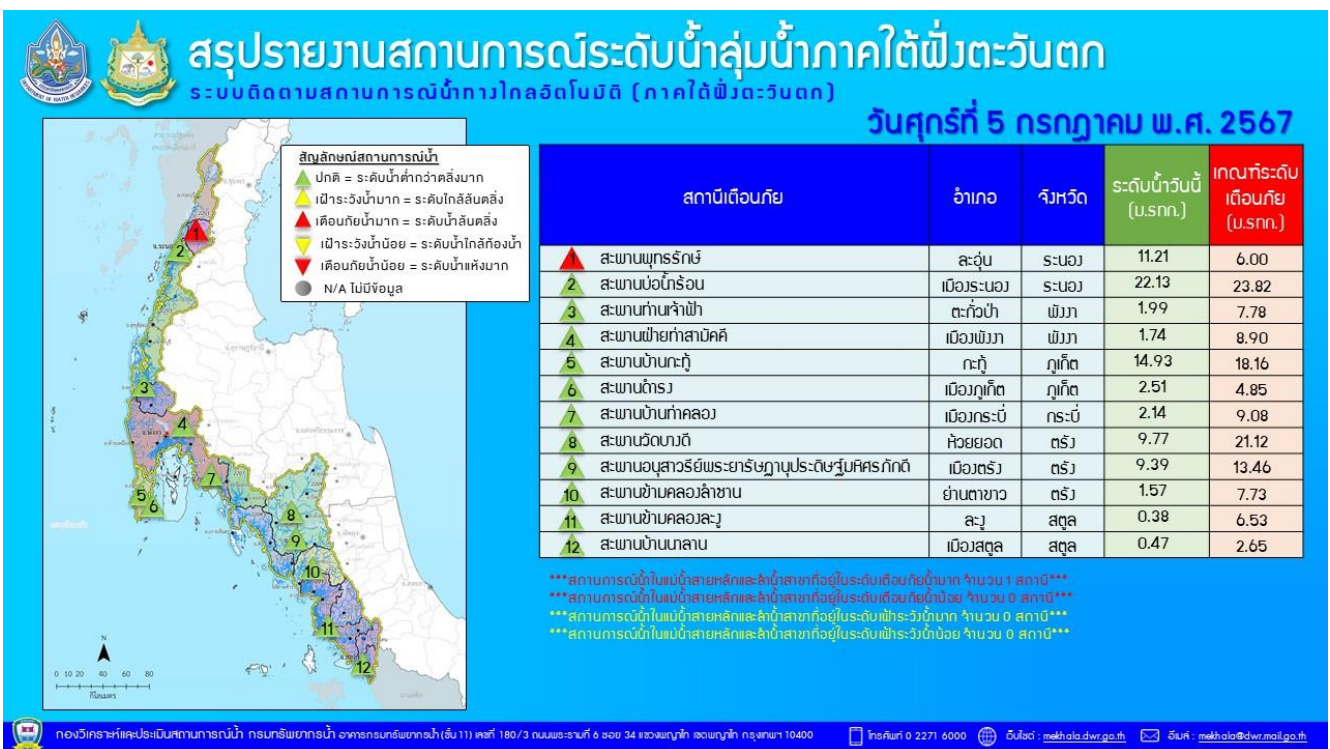 สรุปรายงานสถานการณ์ระดับน้ำลุ่มน้ำภาคใต้ฝั่งตะวันตก
ระบบติดตามสถานการณ์น้ำทางไกลอัตโนมัติ (ภาคใต้ฝั่งตะวันตก)
วันศุกร์ที่ 5 กรกฎาคม พ.ศ. 2567
สัญลักษณ์สถานการณ์น้ำ
ปกติ = ระดับน้ำต่ำกว่าตลิ่งมาก
เฝ้าระวังน้ำมาก = ระดับใกล้ล้นตลิ่ง
เตือนภัยน้ำมาก = ระดับน้ำล้นตลิ่ง
เฝ้าระวังน้ำน้อย = ระดับน้ำใกล้ท้องน้ำ
เตือนภัยน้ำน้อย = ระดับน้ำแห้งมาก
N/A ไม่มีข้อมูล
1
2
3
4
5
6
7
8
9
10
11
12
N
0 10 20 40 60 80
กิโลเมตร
สถานีเตือนภัย อำเภอ จังหวัด ระดับน้ำวันนี้ (ม.รทก.) เกณฑ์ระดับเตือนภัย (ม.รทก.)
1 สะพานพุทธรักษ์ ละอุ่น ระนอง 11.21 6.00
2 สะพานบ่อน้ำร้อน เมืองระนอง ระนอง 22.13 23.82
3 สะพานท่านเจ้าฟ้า ตะกั่วป่า พังงา 1.99 7.78
4 สะพานฝ่ายท่าสามัคคี เมืองพังงา พังงา 1.74 8.90
5 สะพานบ้านกะทู้ กะทู้ ภูเก็ต 14.93 18.16
6 สะพานดำรง เมืองภูเก็ต ภูเก็ต 2.51 4.85
7 สะพานบ้านท่าคลอง เมืองกระบี่ กระบี่ 2.14 9.08
8 สะพานวัดบางดี ห้วยยอด ตรัง 9.77 21.12
9 สะพานอนุสาวรีย์พระยารัษฎานุประดิษฐ์มหิศรภักดี เมืองตรัง ตรัง 9.39 13.46
10 สะพานข้ามคลองลำชาน ย่านตาขาว ตรัง 1.57 7.73
11 สะพานข้ามคลองละงู ละงู สตูล 0.38 6.53
12 สะพานบ้านนาลาน เมืองสตูล สตูล 0.47 2.65
***สถานการณ์น้ำในแม่น้ำสายหลักและลำน้ำสาขาที่อยู่ในระดับเตือนภัยน้ำมาก จำนวน 1 สถานี***
***สถานการณ์น้ำในแม่น้ำสายหลักและลำน้ำสาขาที่อยู่ในระดับเตือนภัยน้ำน้อย จำนวน 0 สถานี***
***สถานการณ์น้ำในแม่น้ำสายหลักและลำน้ำสาขาที่อยู่ในระดับเฝ้าระวังน้ำมาก จำนวน 0 สถานี***
***สถานการณ์น้ำในแม่น้ำสายหลักและลำน้ำสาขาที่อยู่ในระดับเฝ้าระวังน้ำน้อย จำนวน 0 สถานี***
กองวิเคราะห์และประเมินสถานการณ์น้ำ กรมทรัพยากรน้ำ อาคารกรมทรัพยากรน้ำ(ชั้น 11) เลขที่ 180/3 ถนนพระรามที่ 6 ซอย 34 แขวงพญาไท เขตพญาไท กรุงเทพฯ 10400 โทรศัพท์ 0 2271 6000 เว็บไซต์ : mekhala.dwr.go.th อีเมล์ : mekhala@dwr.mail.go.th